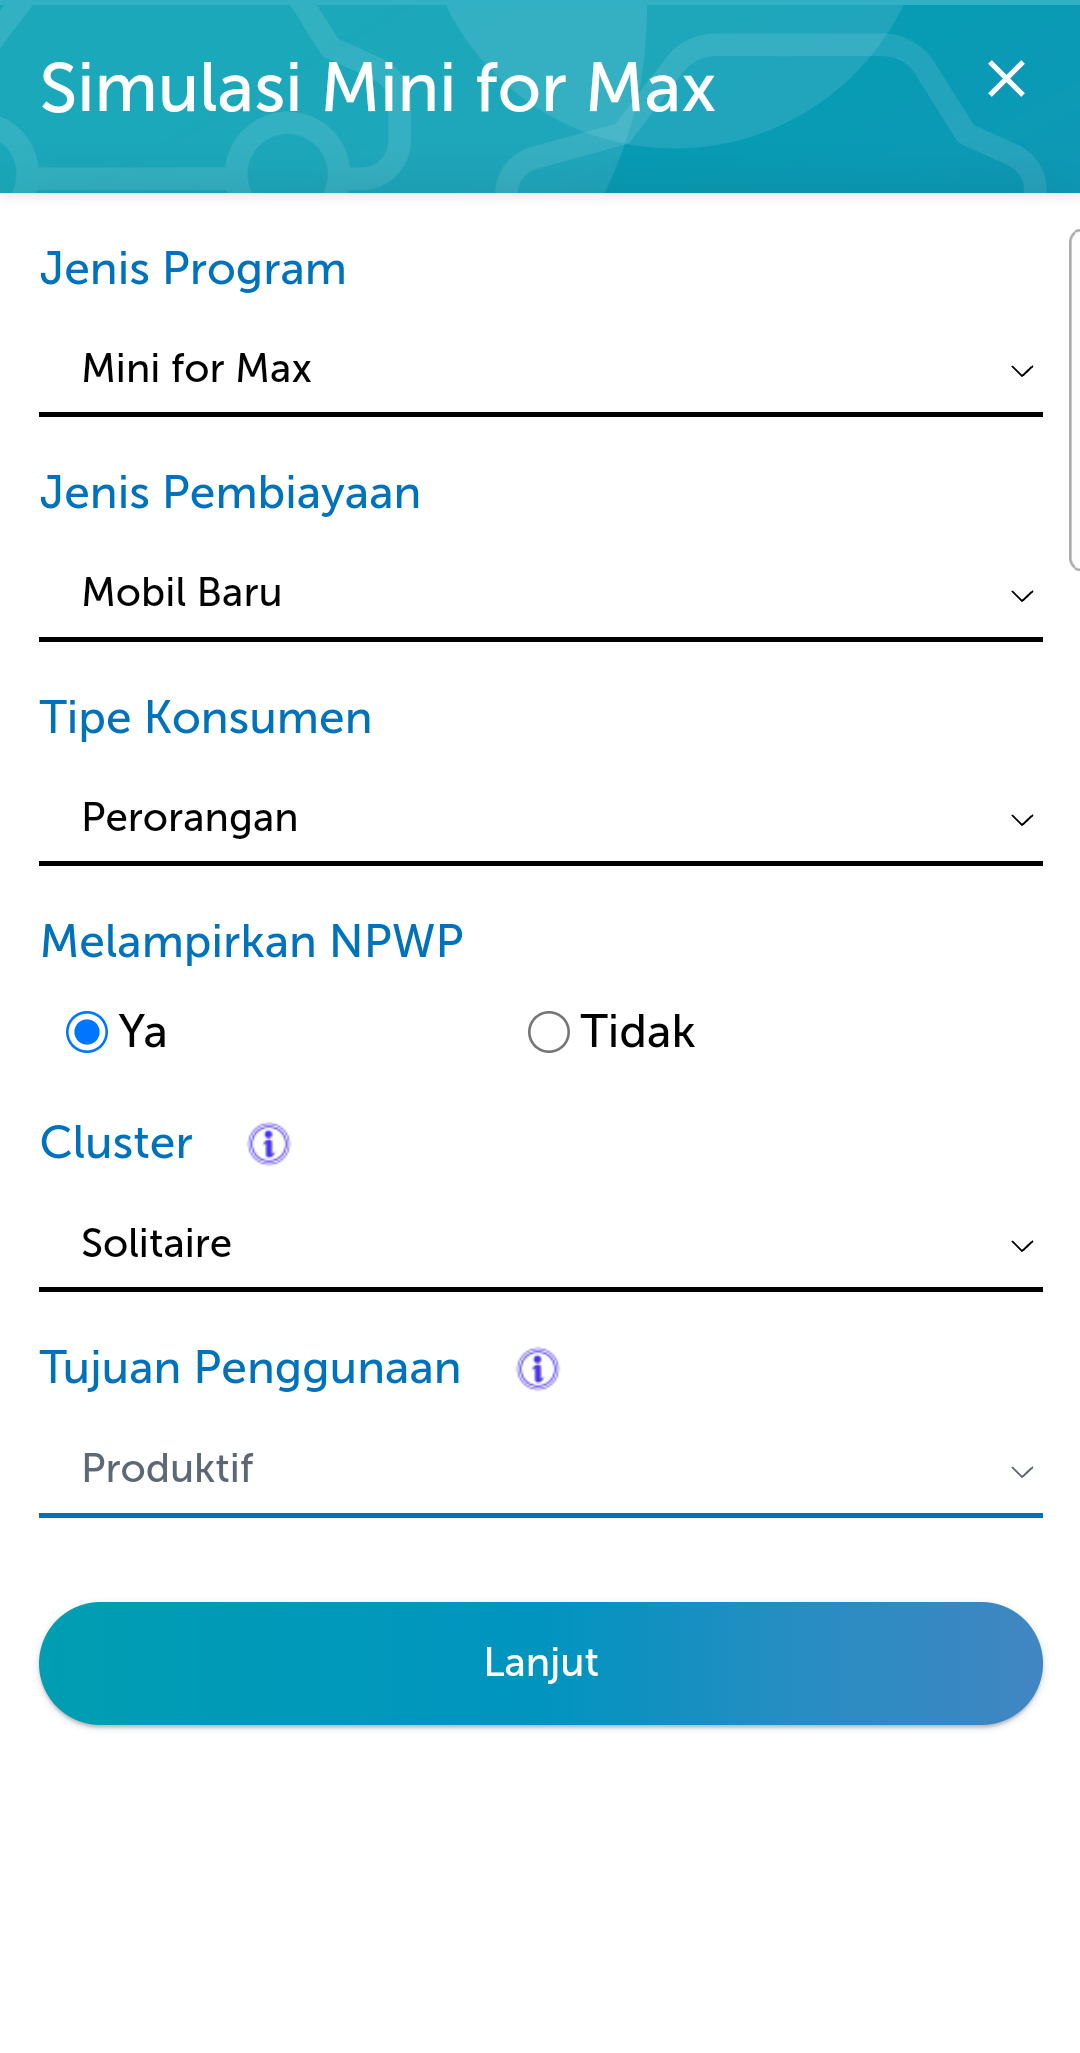 Simulasi Mini for Max
Jenis Program
Mini for Max
Jenis Pembiayaan
Mobil Baru
Tipe Konsumen
Perorangan
Melampirkan NPWP
Ya Tidak
Cluster
Solitaire
Tujuan Penggunaan
Produktif
Lanjut